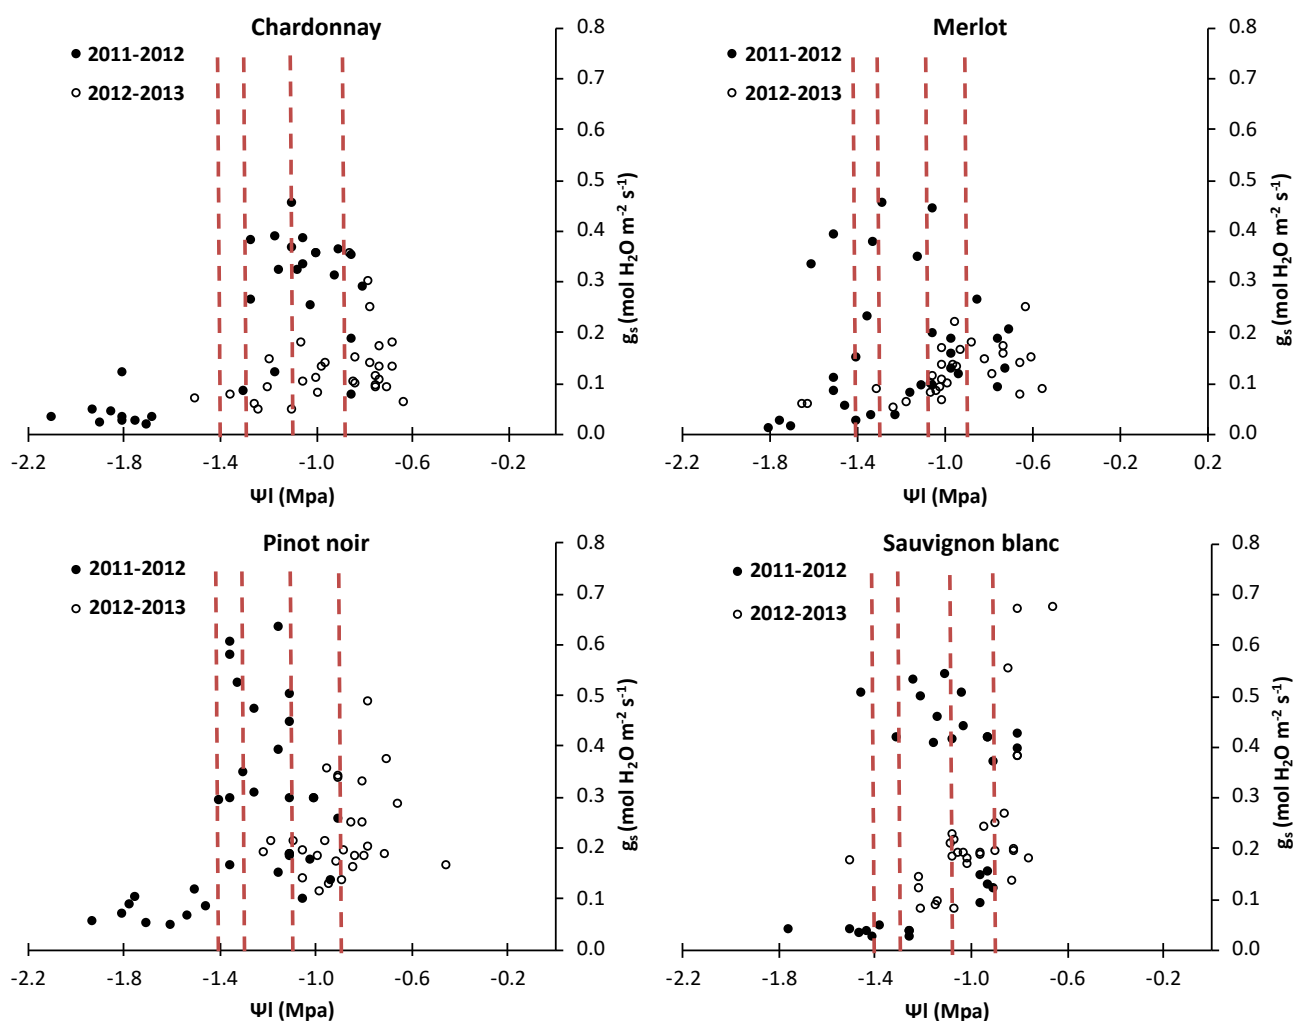 Chardonnay
2011-2012
2012-2013
0.8
0.7
0.6
0.5
0.4
0.3
0.2
0.1
0.0
gs (mol H2O m-2 s-1)
-2.2 -1.8 -1.4 -1.0 -0.6 -0.2
Ψl (Mpa)
Merlot
2011-2012
2012-2013
0.8
0.7
0.6
0.5
0.4
0.3
0.2
0.1
0.0
gs (mol H2O m-2 s-1)
-2.2 -1.8 -1.4 -1.0 -0.6 -0.2 0.2
Ψl (Mpa)
Pinot noir
2011-2012
2012-2013
0.8
0.7
0.6
0.5
0.4
0.3
0.2
0.1
0.0
gs (mol H2O m-2 s-1)
-2.2 -1.8 -1.4 -1.0 -0.6 -0.2
Ψl (Mpa)
Sauvignon blanc
2011-2012
2012-2013
0.8
0.7
0.6
0.5
0.4
0.3
0.2
0.1
0.0
gs (mol H2O m-2 s-1)
-2.2 -1.8 -1.4 -1.0 -0.6 -0.2
Ψl (Mpa)